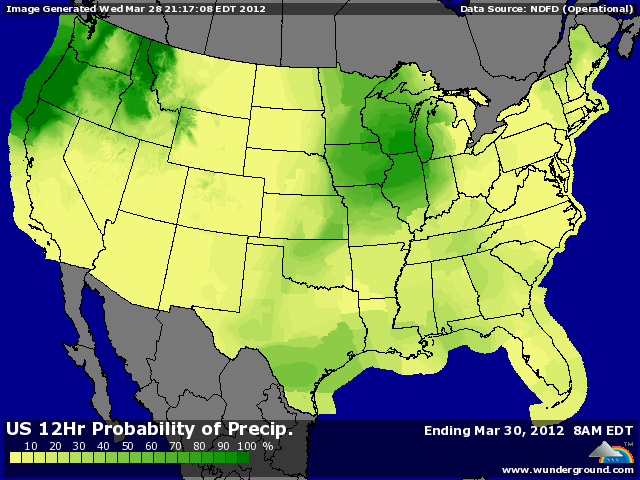 Image Generated Wed Mar 28 21:17:08 EDT 2012
Data Source: NDFD (Operational)
US 12Hr Probability of Precip.
Ending Mar 30, 2012 8AM EDT
10 20 30 40 50 60 70 80 90 100 %
TM
www.wunderground.com